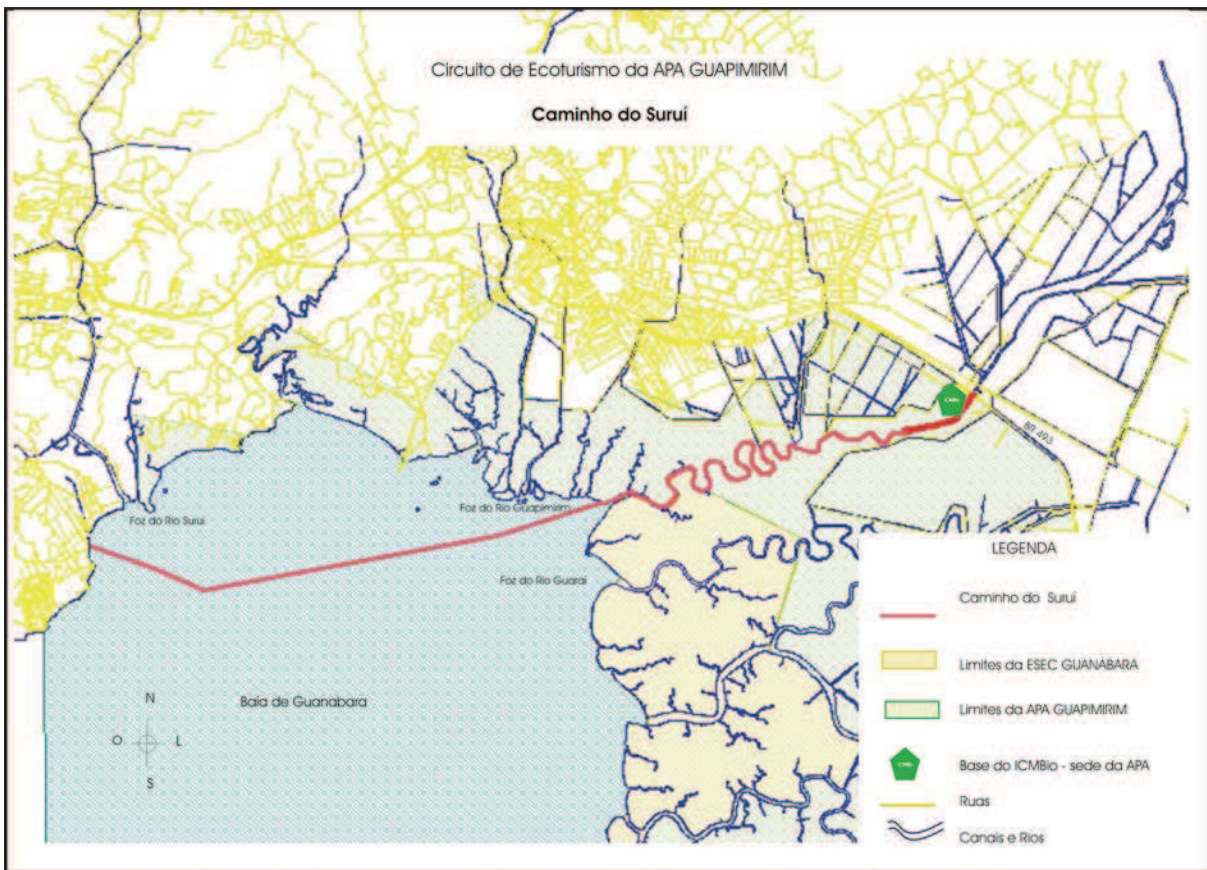 Circuito de Ecoturismo da APA GUAPIMIRIM
Caminho do Suruí
ICMBio
BR 493
Foz do Rio Suruí
Foz do Rio Guapimirim
Foz do Rio Guaraí
Baía de Guanabara
N
O L
S
LEGENDA
Caminho do Suruí
Limites da ESEC GUANABARA
Limites da APA GUAPIMIRIM
ICMBio
Base do ICMBio - sede da APA
Ruas
Canais e Rios